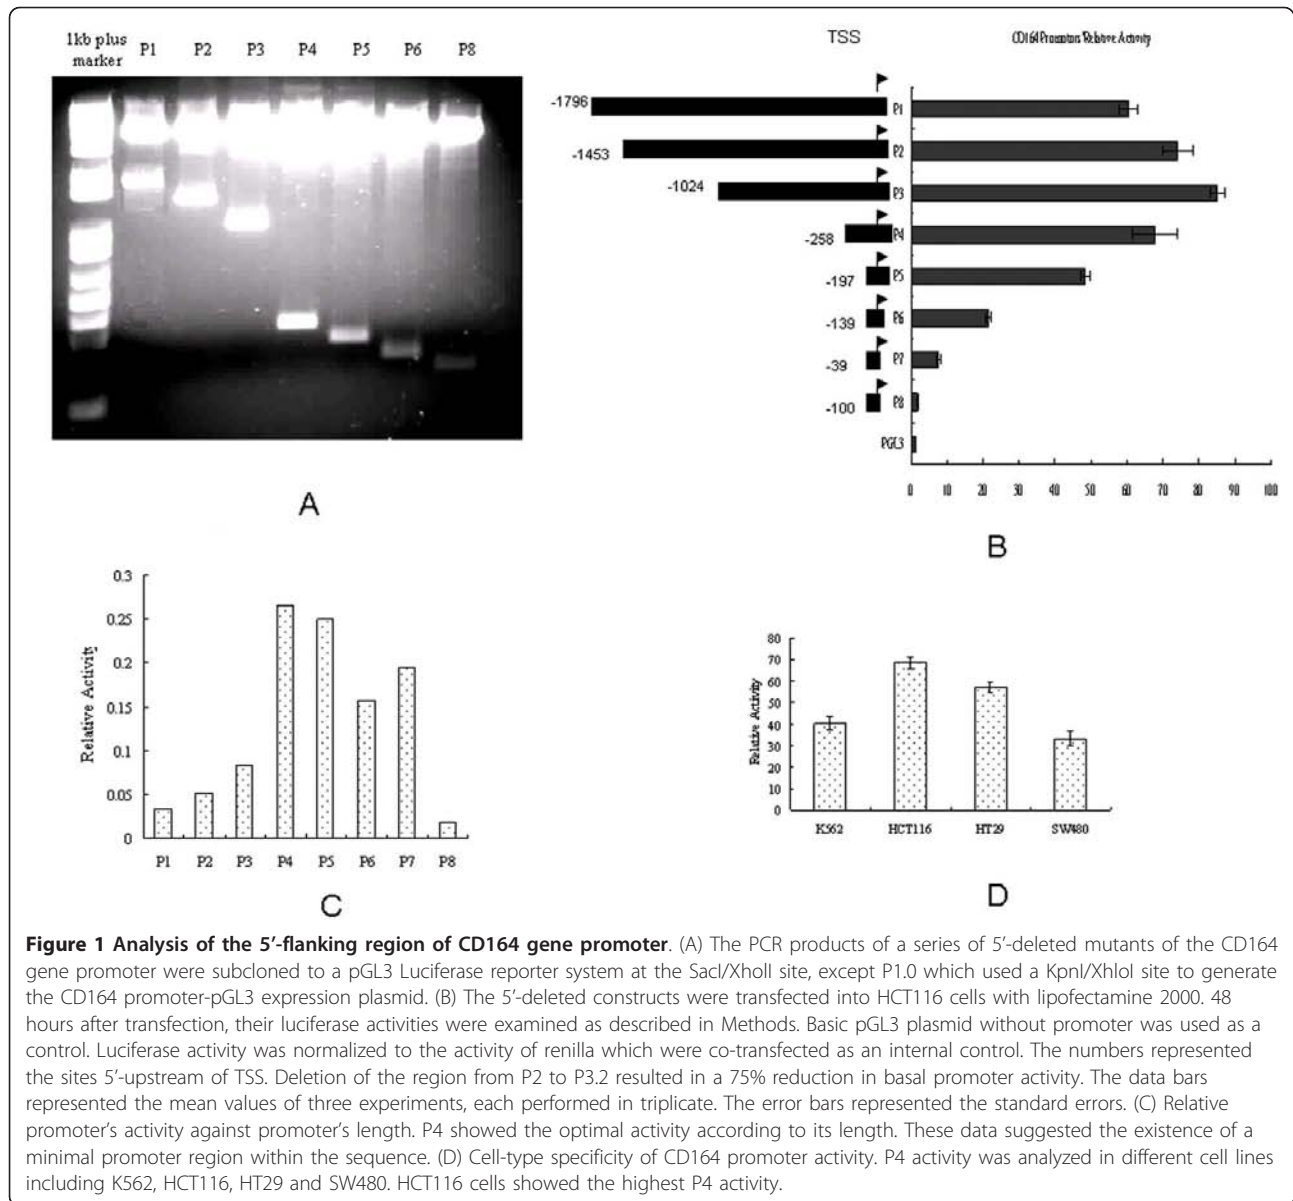 1kb plus
marker
P1 P2 P3 P4 P5 P6 P8
A
TSS
CD164 Promotors Relative Activity
-1796 P1
-1453 P2
-1024 P3
-258 P4
-197 P5
-139 P6
-39 P7
-100 P8
PGL3
0 10 20 30 40 50 60 70 80 90 100
B
Relative Activity
0.3
0.25
0.2
0.15
0.1
0.05
0
P1 P2 P3 P4 P5 P6 P7 P8
C
Relative Activity
80
70
60
50
40
30
20
10
0
K562 HCT116 HT29 SW480
D
Figure 1 Analysis of the 5’-flanking region of CD164 gene promoter. (A) The PCR products of a series of 5’-deleted mutants of the CD164
gene promoter were subcloned to a pGL3 Luciferase reporter system at the SacI/XholI site, except P1.0 which used a KpnI/XhloI site to generate
the CD164 promoter-pGL3 expression plasmid. (B) The 5’-deleted constructs were transfected into HCT116 cells with lipofectamine 2000. 48
hours after transfection, their luciferase activities were examined as described in Methods. Basic pGL3 plasmid without promoter was used as a
control. Luciferase activity was normalized to the activity of renilla which were co-transfected as an internal control. The numbers represented
the sites 5’-upstream of TSS. Deletion of the region from P2 to P3.2 resulted in a 75% reduction in basal promoter activity. The data bars
represented the mean values of three experiments, each performed in triplicate. The error bars represented the standard errors. (C) Relative
promoter’s activity against promoter’s length. P4 showed the optimal activity according to its length. These data suggested the existence of a
minimal promoter region within the sequence. (D) Cell-type specificity of CD164 promoter activity. P4 activity was analyzed in different cell lines
including K562, HCT116, HT29 and SW480. HCT116 cells showed the highest P4 activity.